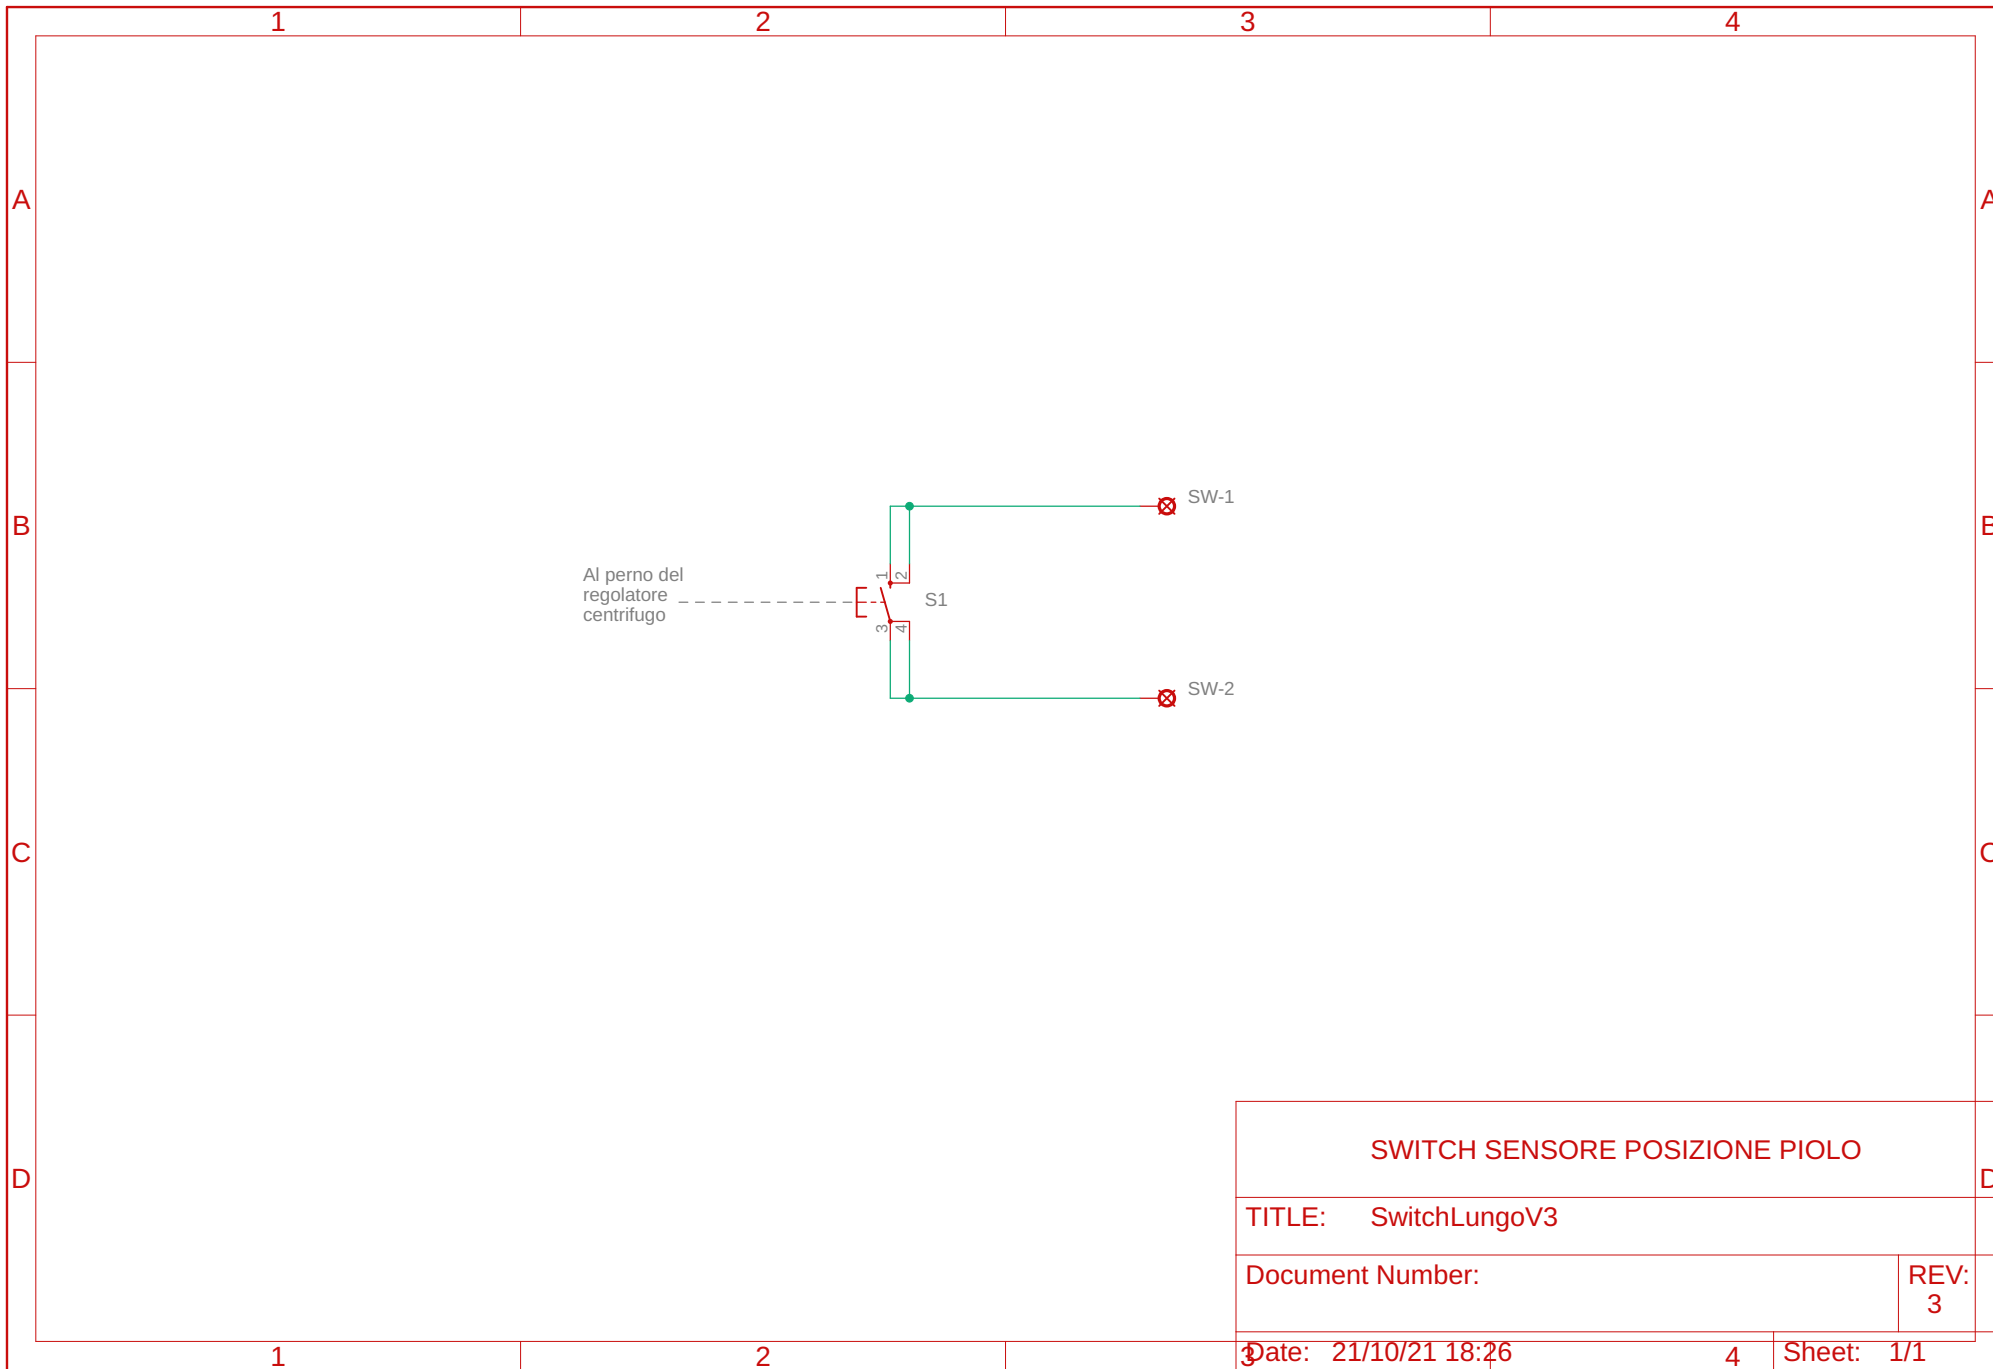 1 2 3 4
A A
SW-1
B B
Al perno del
regolatore
centrifugo
1 2
S1
3 4
SW-2
C C
SWITCH SENSORE POSIZIONE PIOLO
D D
TITLE: SwitchLungoV3
Document Number:
REV:
3
Date: 21/10/21 18:26 Sheet: 1/1
1 2 3 4